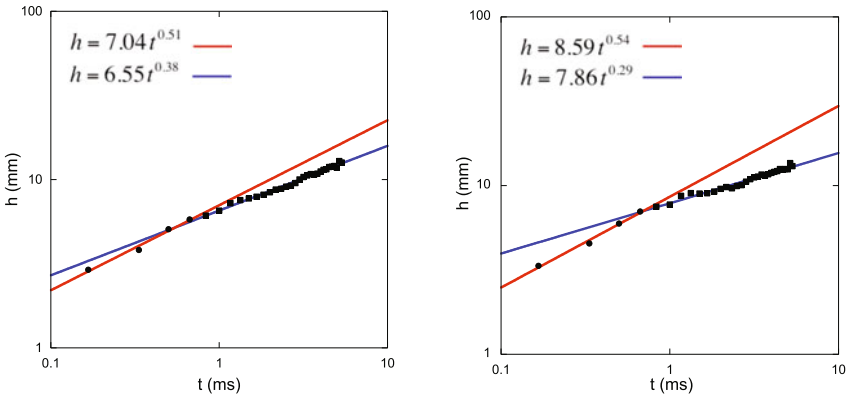 100
h = 7.04t^0.51
h = 6.55t^0.38
10
1
h (mm)
0.1 1 10
t (ms)
100
h = 8.59t^0.54
h = 7.86t^0.29
10
1
h (mm)
0.1 1 10
t (ms)